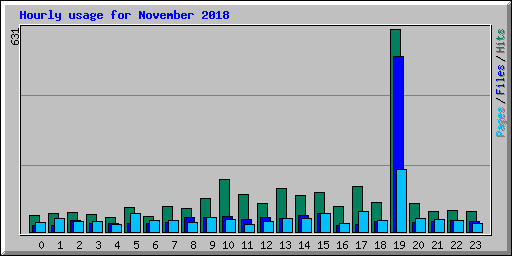 Hourly usage for November 2018
631
Pages/Files/Hits
0 1 2 3 4 5 6 7 8 9 10 11 12 13 14 15 16 17 18 19 20 21 22 23